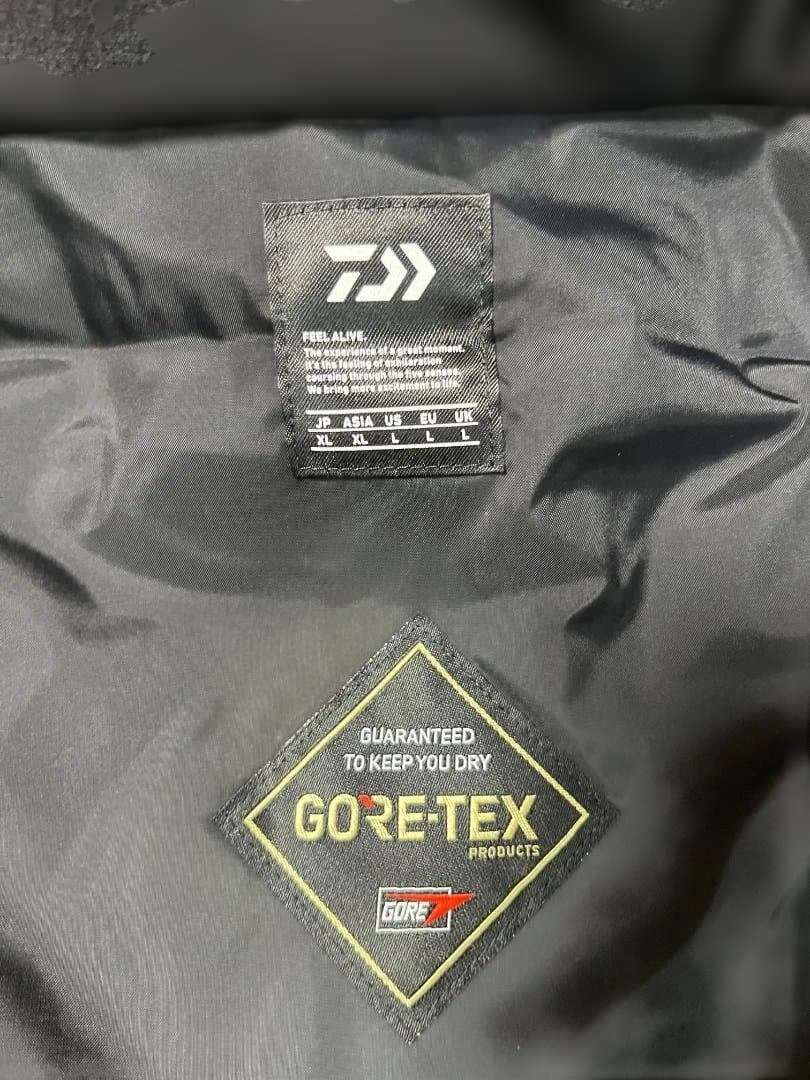 FEEL ALIVE.
The experience of a great moment.
It's the feeling of exhilaration
coursing through the five senses.
We bring more excitement to life.
JP ASIA US EU UK
XL XL L L L
GUARANTEED
TO KEEP YOU DRY
GORE-TEX
PRODUCTS
GORE